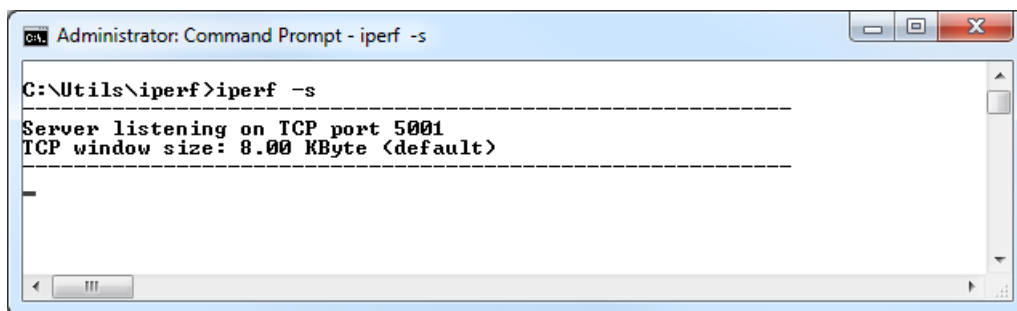 Administrator: Command Prompt - iperf -s
C:\Utils\iperf>iperf -s
------------------------------------------------------------
Server listening on TCP port 5001
TCP window size: 8.00 KByte (default)
------------------------------------------------------------